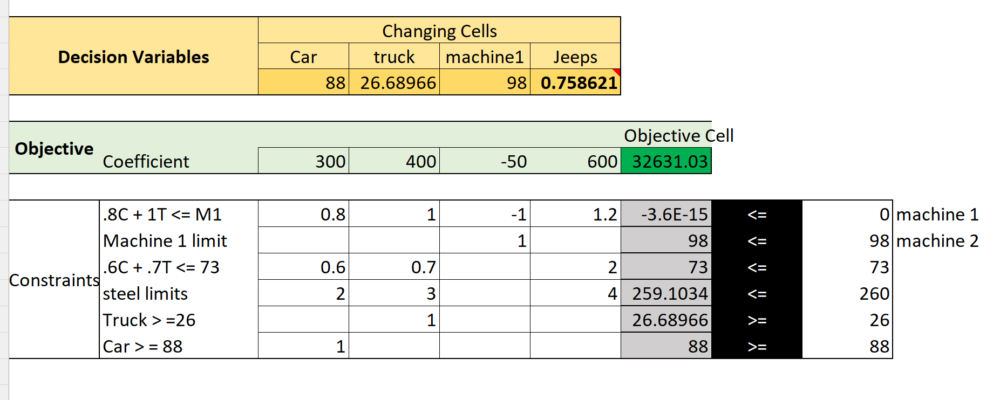 Changing Cells
Decision Variables Car truck machine1 Jeeps
88 26.68966 98 0.758621
Objective Cell
Objective Coefficient 300 400 -50 600 32631.03
.8C + 1T <= M1 0.8 1 -1 1.2 -3.6E-15 <= 0 machine 1
Machine 1 limit 1 98 <= 98 machine 2
.6C + .7T <= 73 0.6 0.7 2 73 <= 73
Constraints
steel limits 2 3 4 259.1034 <= 260
Truck > =26 1 26.68966 >= 26
Car > = 88 1 88 >= 88